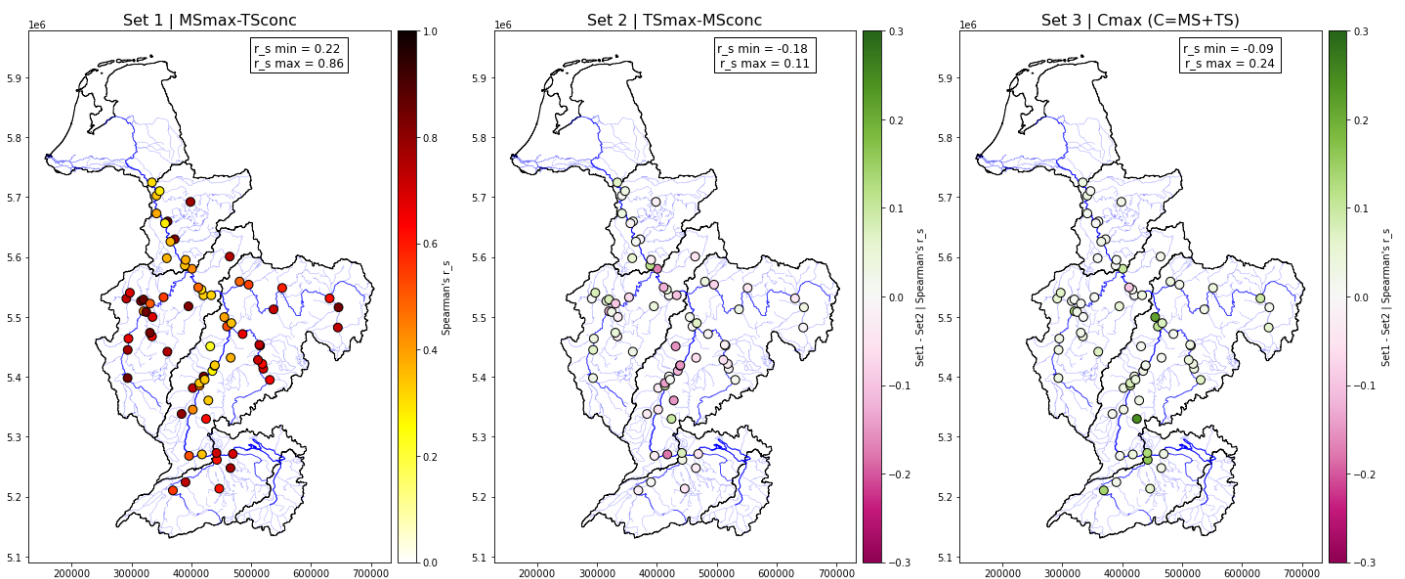 Set 1 | MSmax-TSconc
1e6
r_s min = 0.22
r_s max = 0.86
5.9
5.8
5.7
5.6
5.5
5.4
5.3
5.2
5.1
200000 300000 400000 500000 600000 700000
1.0
0.8
0.6
0.4
0.2
0.0
Spearman's r_s
Set 2 | TSmax-MSconc
1e6
r_s min = -0.18
r_s max = 0.11
5.9
5.8
5.7
5.6
5.5
5.4
5.3
5.2
5.1
200000 300000 400000 500000 600000 700000
0.3
0.2
0.1
0.0
−0.1
−0.2
−0.3
Set1 - Set2 | Spearman's r_s
Set 3 | Cmax (C=MS+TS)
1e6
r_s min = -0.09
r_s max = 0.24
5.9
5.8
5.7
5.6
5.5
5.4
5.3
5.2
5.1
200000 300000 400000 500000 600000 700000
0.3
0.2
0.1
0.0
−0.1
−0.2
−0.3
Set1 - Set2 | Spearman's r_s